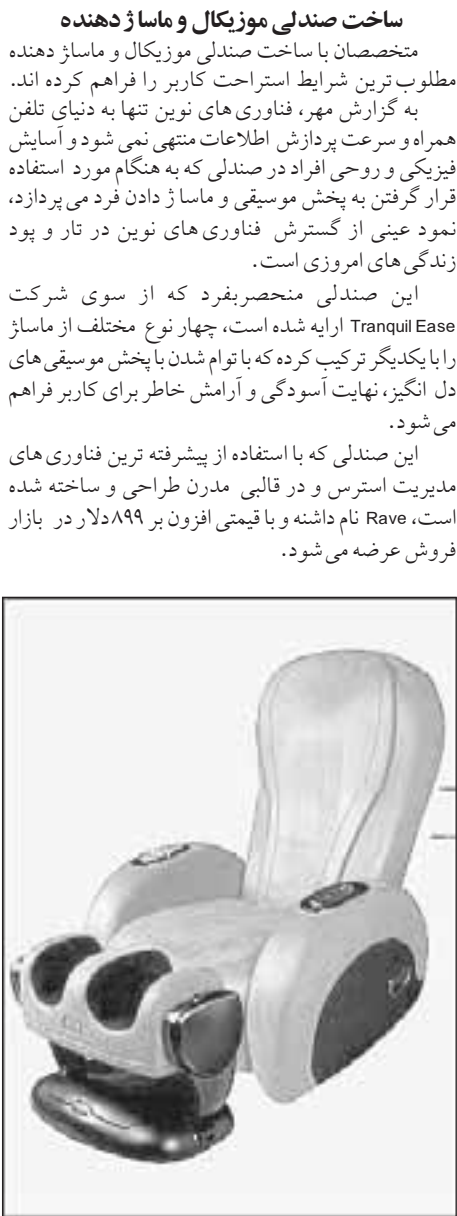 ساخت صندلی موزیکال و ماساژ دهنده
متخصصان با ساخت صندلی موزیکال و ماساژ دهنده
مطلوب ترین شرایط استراحت کاربر را فراهم کرده اند.
به گزارش مهر، فناوری های نوین تنها به دنیای تلفن
همراه و سرعت پردازش اطلاعات منتهی نمی شود و آسایش
فیزیکی و روحی افراد در صندلی که به هنگام مورد استفاده
قرار گرفتن به پخش موسیقی و ماسا ژ دادن فرد می پردازد،
نمود عینی از گسترش فناوری های نوین در تار و پود
زندگی های امروزی است.
این صندلی منحصربفرد که از سوی شرکت
Tranquil Ease ارایه شده است، چهار نوع مختلف از ماساژ
را با یکدیگر ترکیب کرده که با توام شدن با پخش موسیقی های
دل انگیز، نهایت آسودگی و آرامش خاطر برای کاربر فراهم
می شود.
این صندلی که با استفاده از پیشرفته ترین فناوری های
مدیریت استرس و در قالبی مدرن طراحی و ساخته شده
است، Rave نام داشته و با قیمتی افزون بر ۸۹۹دلار در بازار
فروش عرضه می شود.